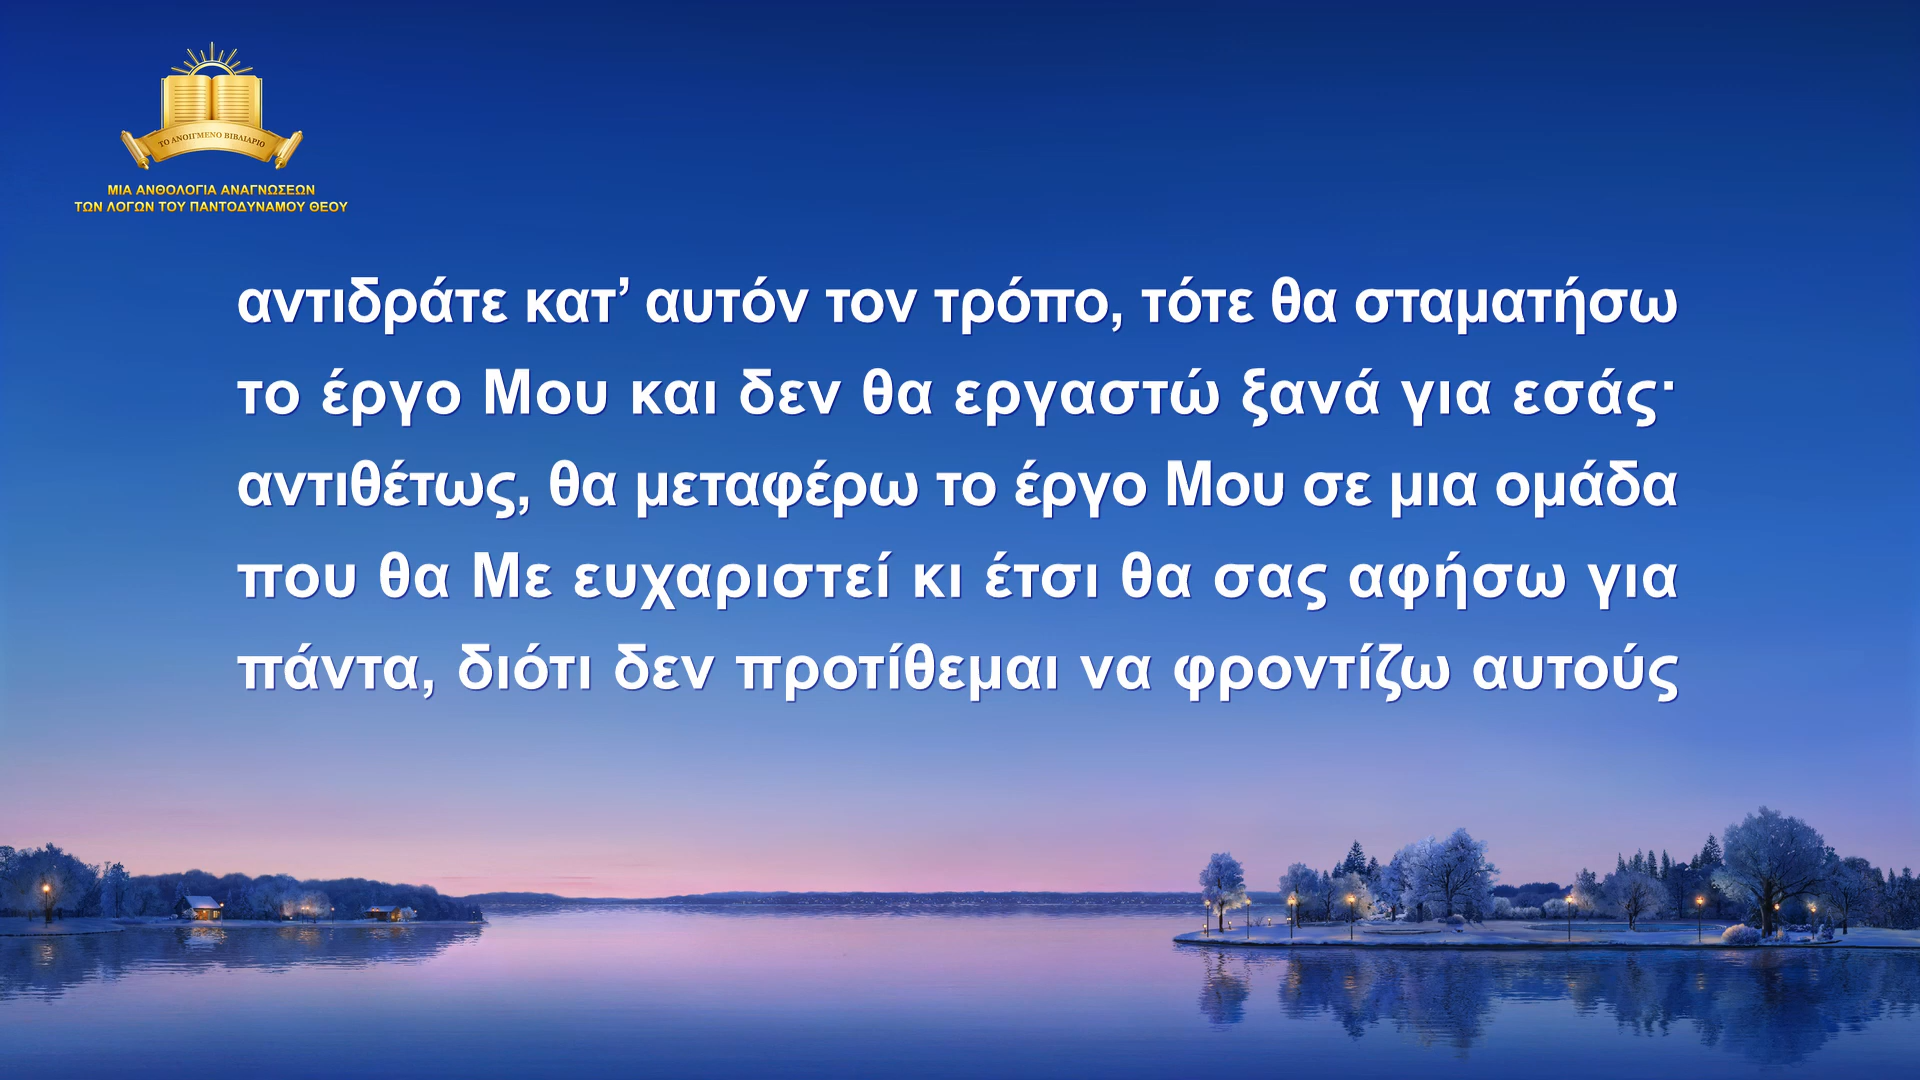 ΤΟ ΑΝΟΙΓΜΕΝΟ ΒΙΒΛΙΑΡΙΟ
ΜΙΑ ΑΝΘΟΛΟΓΙΑ ΑΝΑΓΝΩΣΕΩΝ
ΤΩΝ ΛΟΓΩΝ ΤΟΥ ΠΑΝΤΟΔΥΝΑΜΟΥ ΘΕΟΥ
αντιδράτε κατ’ αυτόν τον τρόπο, τότε θα σταματήσω
το έργο Μου και δεν θα εργαστώ ξανά για εσάς·
αντιθέτως, θα μεταφέρω το έργο Μου σε μια ομάδα
που θα Με ευχαριστεί κι έτσι θα σας αφήσω για
πάντα, διότι δεν προτίθεμαι να φροντίζω αυτούς